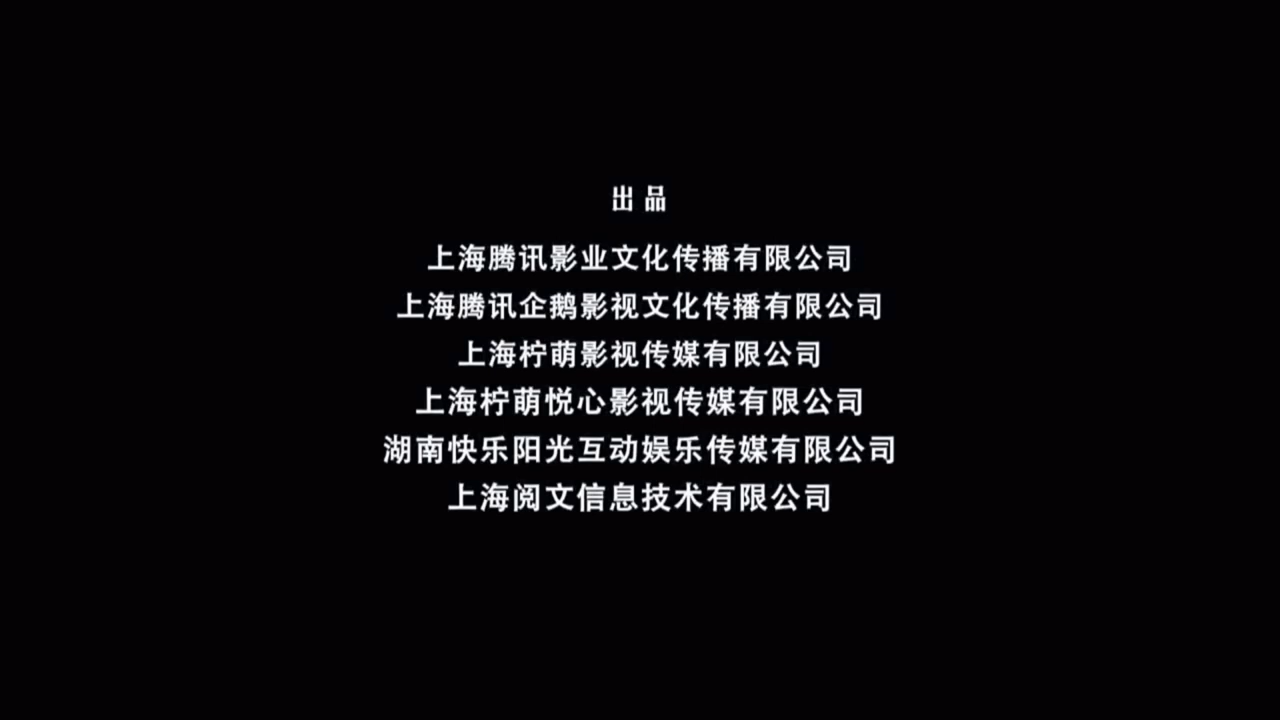 出品
上海腾讯影业文化传播有限公司
上海腾讯企鹅影视文化传播有限公司
上海柠萌影视传媒有限公司
上海柠萌悦心影视传媒有限公司
湖南快乐阳光互动娱乐传媒有限公司
上海阅文信息技术有限公司